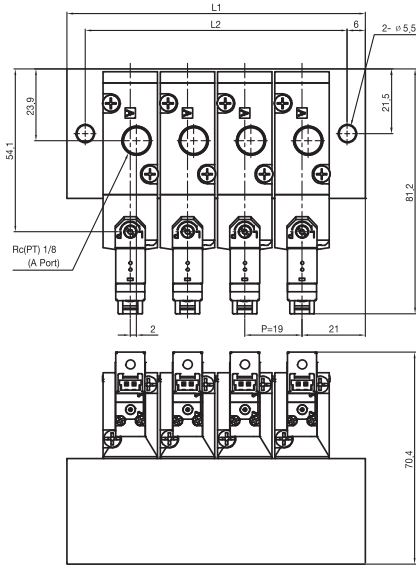 L1
L2
6
2- ø 5,5
23,9
21,5
54,1
81,2
A
A
A
A
Rc(PT) 1/8
(A Port)
2
P=19
21
70,4